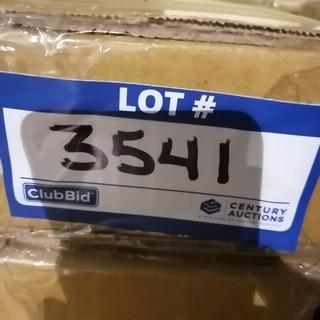 LOT #
3541
ClubBid
CENTURY
AUCTIONS